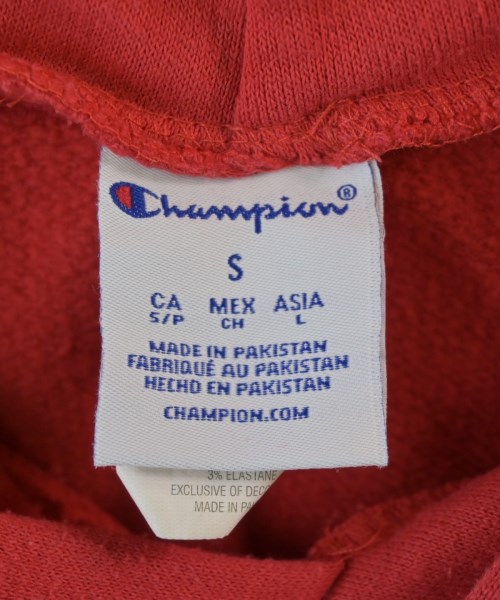 Champion®
S
CA MEX ASIA
S/P CH L
MADE IN PAKISTAN
FABRIQUÉ AU PAKISTAN
HECHO EN PAKISTAN
CHAMPION.COM
3% ELASTANE
EXCLUSIVE OF DECO
MADE IN PA